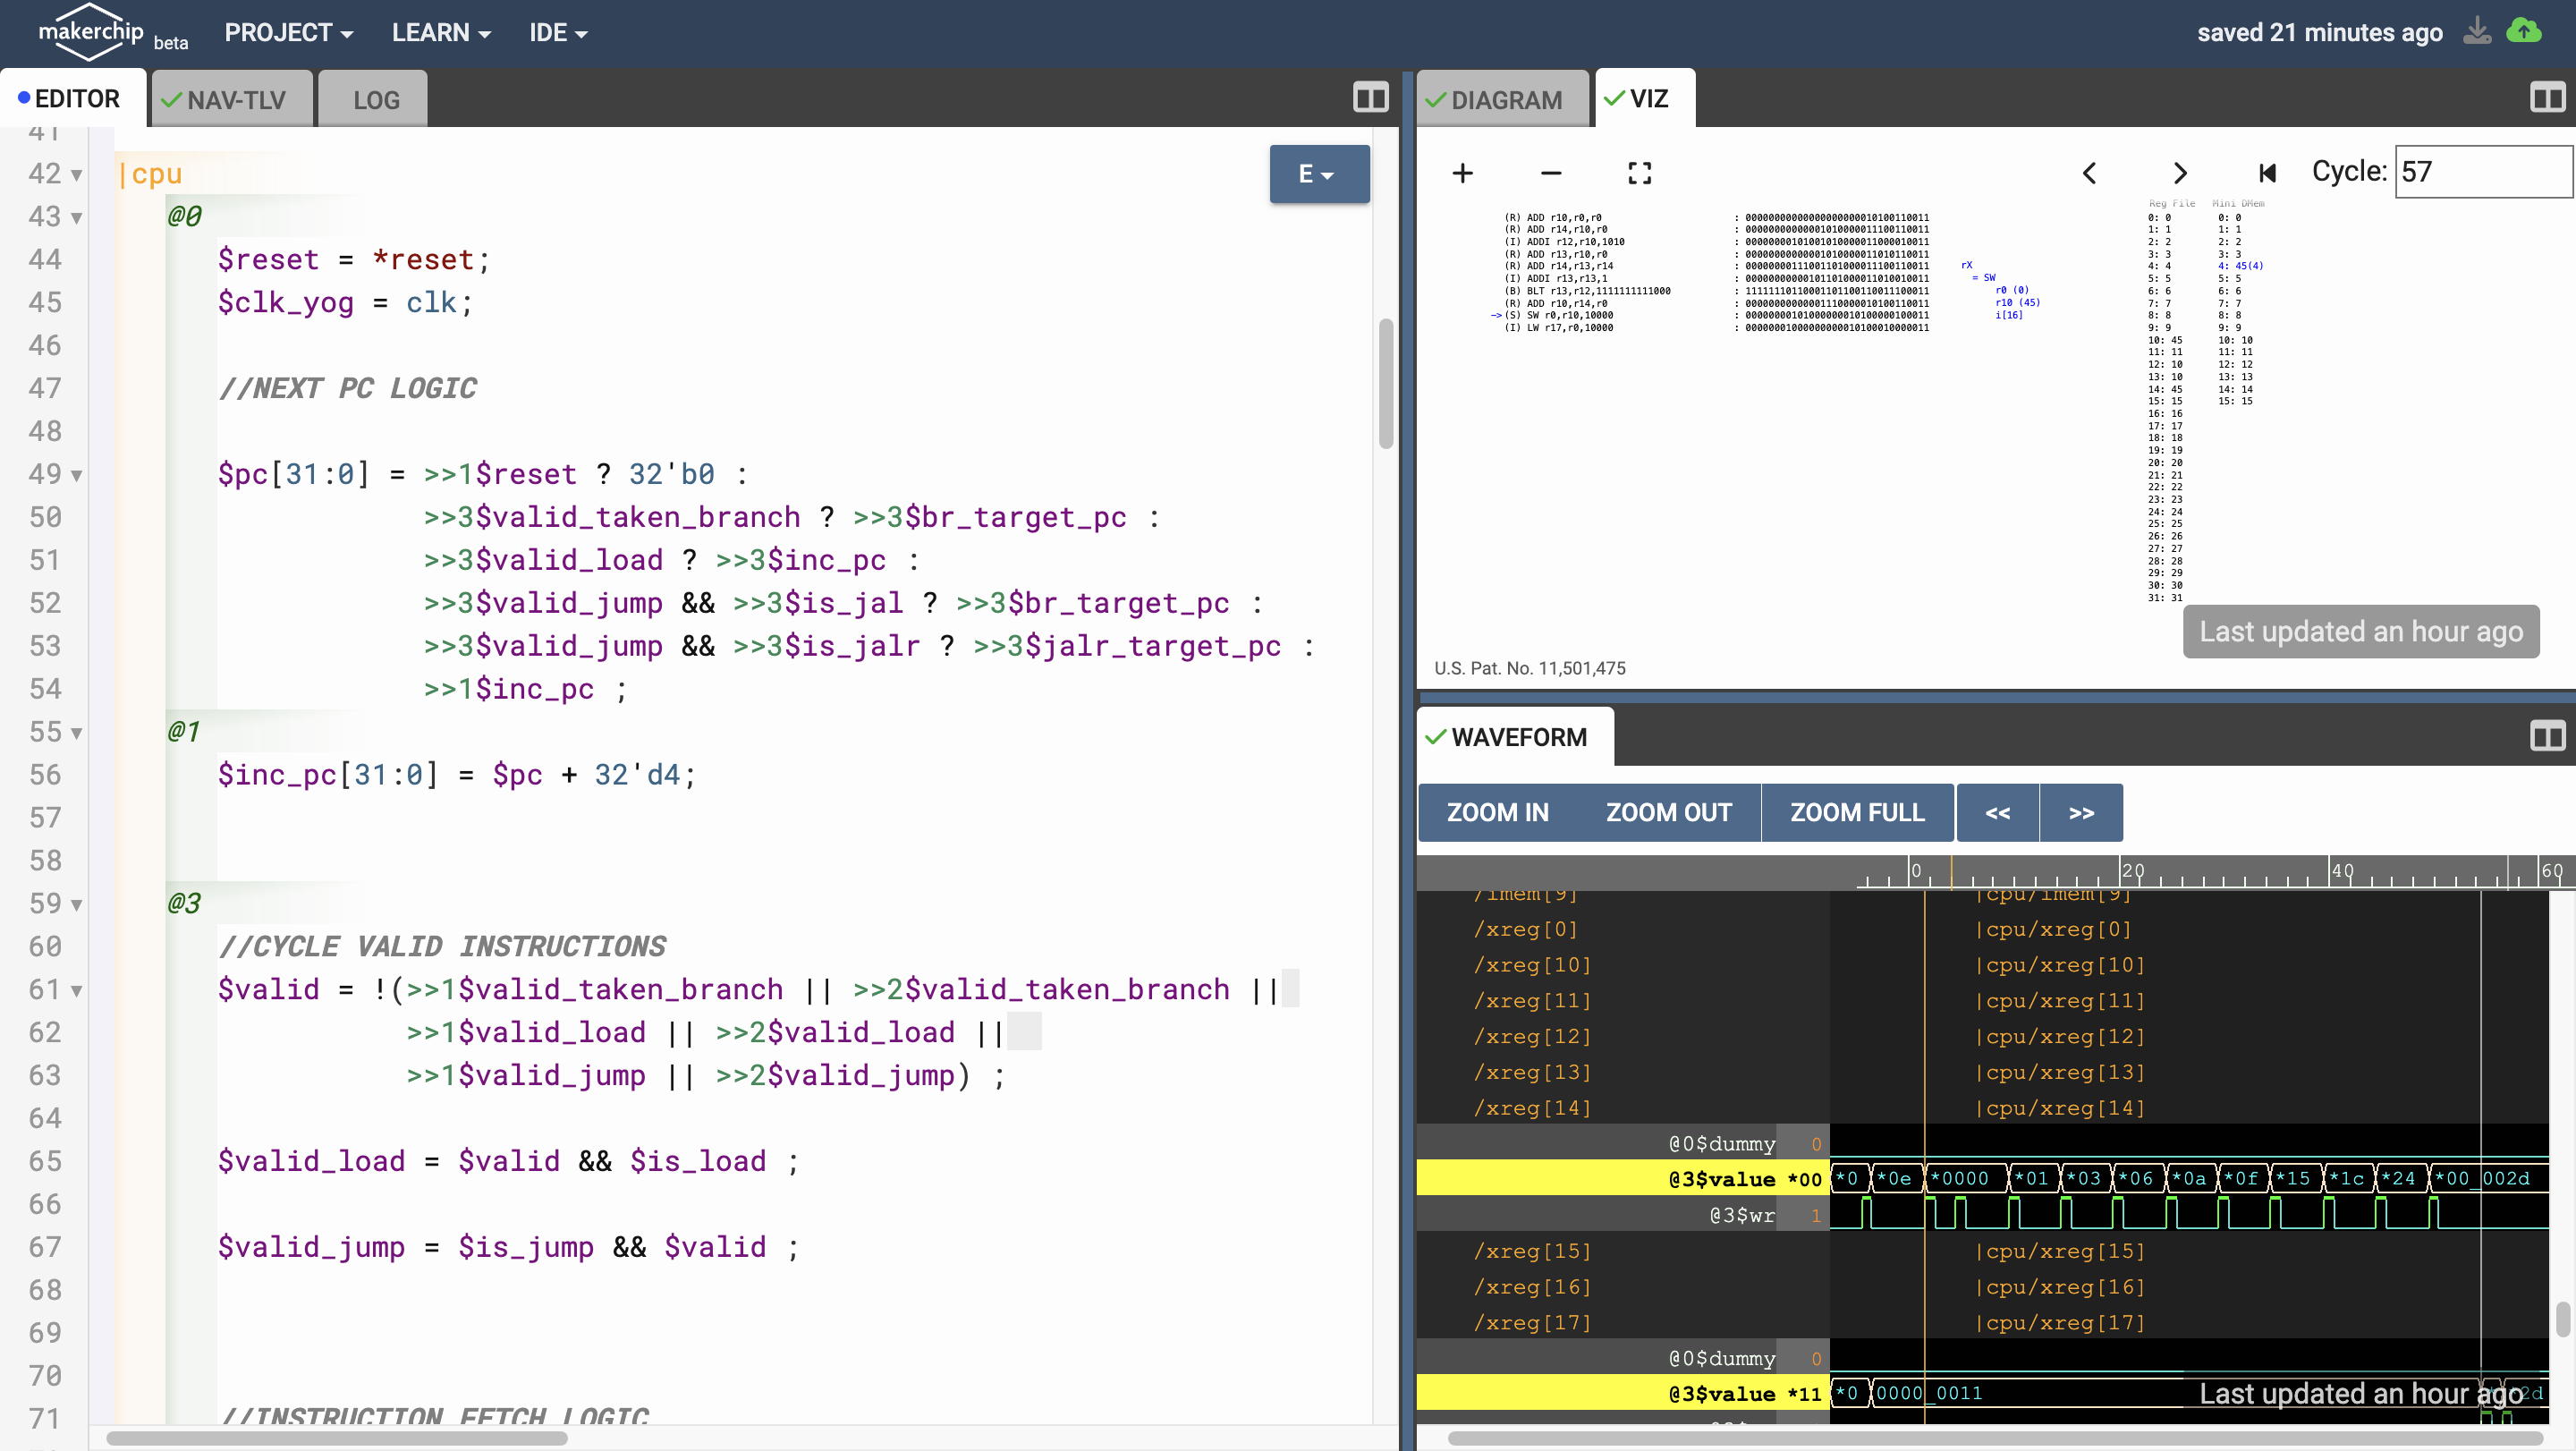 makerchip beta PROJECT LEARN IDE saved 21 minutes ago
EDITOR NAV-TLV LOG
41
42 |cpu
E
43 @0
44 $reset = *reset;
45 $clk_yog = clk;
46
47 //NEXT PC LOGIC
48
49 $pc[31:0] = >>1$reset ? 32'b0 :
50 >>3$valid_taken_branch ? >>3$br_target_pc :
51 >>3$valid_load ? >>3$inc_pc :
52 >>3$valid_jump && >>3$is_jal ? >>3$br_target_pc :
53 >>3$valid_jump && >>3$is_jalr ? >>3$jalr_target_pc :
54 >>1$inc_pc ;
55 @1
56 $inc_pc[31:0] = $pc + 32'd4;
57
58
59 @3
60 //CYCLE VALID INSTRUCTIONS
61 $valid = !(>>1$valid_taken_branch || >>2$valid_taken_branch ||
62 >>1$valid_load || >>2$valid_load ||
63 >>1$valid_jump || >>2$valid_jump) ;
64
65 $valid_load = $valid && $is_load ;
66
67 $valid_jump = $is_jump && $valid ;
68
69
70
71 //INSTRUCTION FETCH LOGIC
DIAGRAM VIZ
Cycle: 57
(R) ADD r10,r0,r0
(R) ADD r14,r10,r0
(I) ADDI r12,r10,1010
(R) ADD r13,r10,r0
(R) ADD r14,r13,r14
(I) ADDI r13,r13,1
(B) BLT r13,r12,1111111111000
(R) ADD r10,r14,r0
->(S) SW r0,r10,10000
(I) LW r17,r0,10000
: 00000000000000000000010100110011
: 00000000000001010000011100110011
: 00000000101001010000011000010011
: 00000000000001010000011010110011
: 00000000111001101000011100110011
: 00000000000101101000011010010011
: 11111110110001101100110011100011
: 00000000000001110000010100110011
: 00000000101000000010100000100011
: 00000001000000000010100010000011
rX
= SW
r0 (0)
r10 (45)
i[16]
Reg File
0: 0
1: 1
2: 2
3: 3
4: 4
5: 5
6: 6
7: 7
8: 8
9: 9
10: 45
11: 11
12: 10
13: 10
14: 45
15: 15
16: 16
17: 17
18: 18
19: 19
20: 20
21: 21
22: 22
23: 23
24: 24
25: 25
26: 26
27: 27
28: 28
29: 29
30: 30
31: 31
Mini DMem
0: 0
1: 1
2: 2
3: 3
4: 45(4)
5: 5
6: 6
7: 7
8: 8
9: 9
10: 10
11: 11
12: 12
13: 13
14: 14
15: 15
Last updated an hour ago
U.S. Pat. No. 11,501,475
WAVEFORM
ZOOM IN ZOOM OUT ZOOM FULL << >>
0 20 40 60
/imem[9] |cpu/imem[9]
/xreg[0] |cpu/xreg[0]
/xreg[10] |cpu/xreg[10]
/xreg[11] |cpu/xreg[11]
/xreg[12] |cpu/xreg[12]
/xreg[13] |cpu/xreg[13]
/xreg[14] |cpu/xreg[14]
@0$dummy 0
@3$value *00 *0 *0e *0000 *01 *03 *06 *0a *0f *15 *1c *24 *00_002d
@3$wr 1
/xreg[15] |cpu/xreg[15]
/xreg[16] |cpu/xreg[16]
/xreg[17] |cpu/xreg[17]
@0$dummy 0
@3$value *11 *0 0000_0011 *2d
Last updated an hour ago